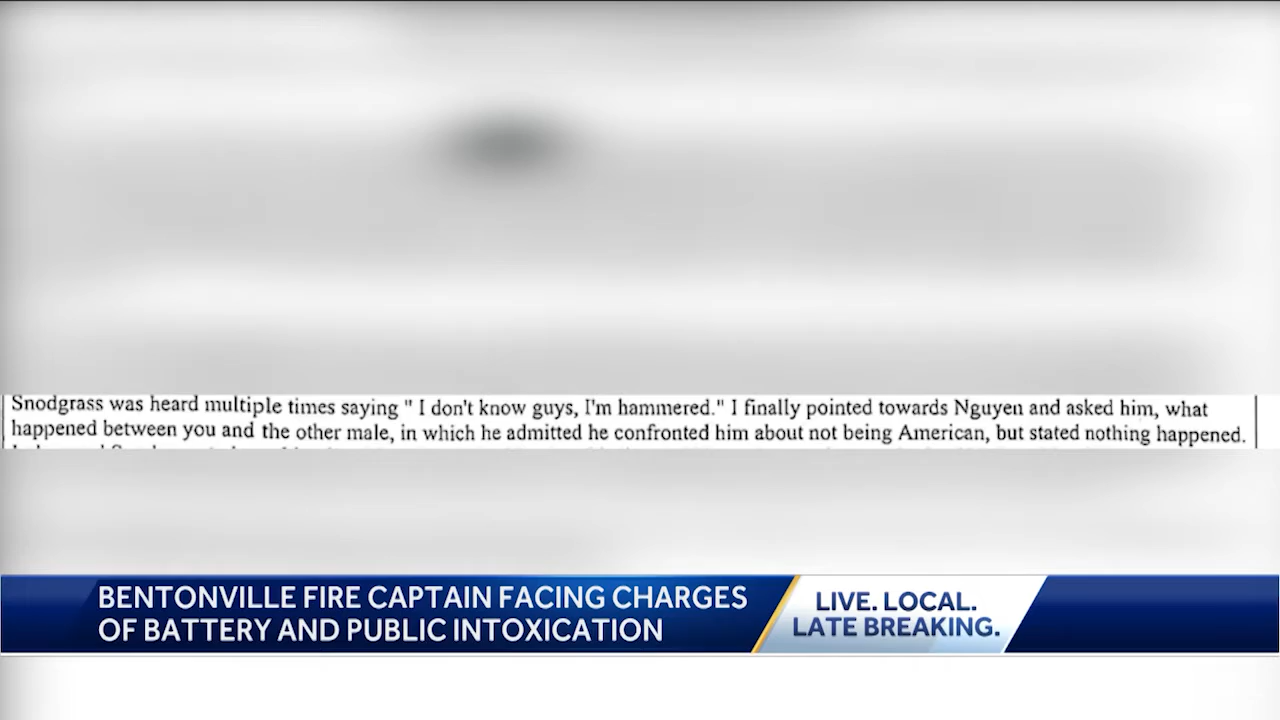 Snodgrass was heard multiple times saying " I don't know guys, I'm hammered." I finally pointed towards Nguyen and asked him, what
happened between you and the other male, in which he admitted he confronted him about not being American, but stated nothing happened.
BENTONVILLE FIRE CAPTAIN FACING CHARGES
OF BATTERY AND PUBLIC INTOXICATION
LIVE. LOCAL.
LATE BREAKING.